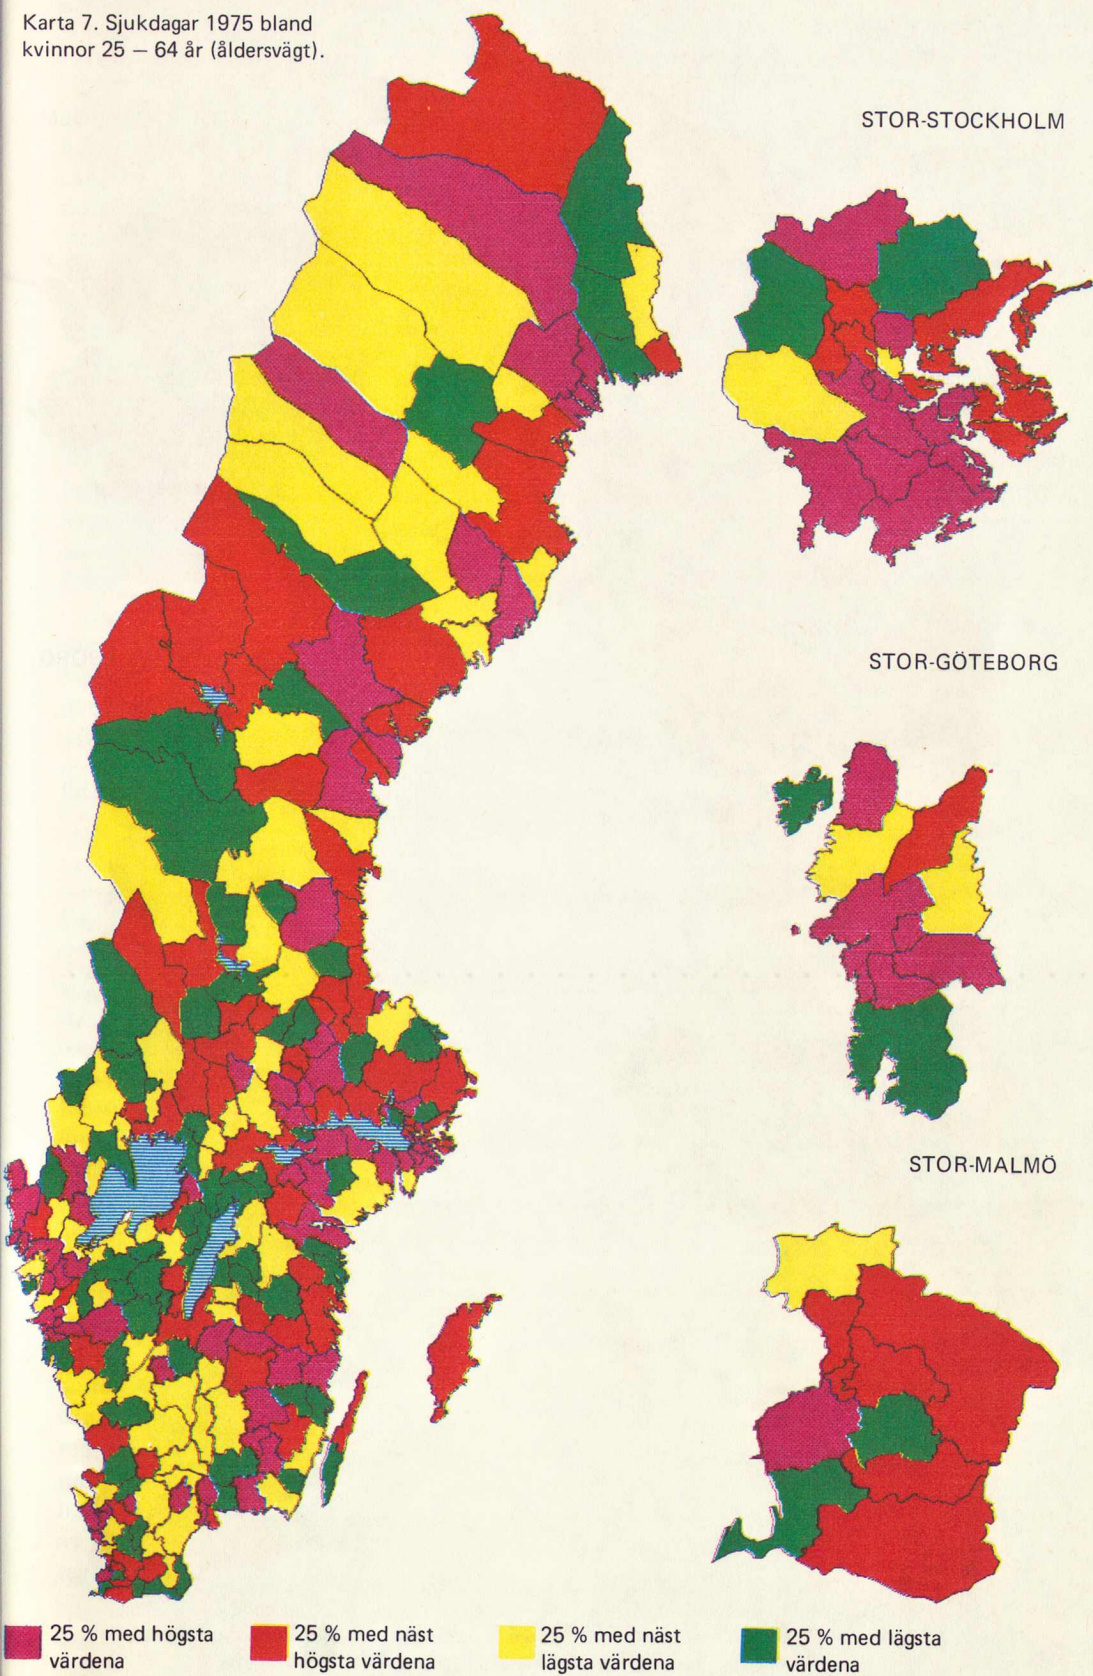 Karta 7. Sjukdagar 1975 bland
kvinnor 25 — 64 år (åldersvägt).
STOR-STOCKHOLM
STOR-GÖTEBORG
STOR-MALMÖ
25 % med högsta
värdena
25 % med näst
högsta värdena
25 % med näst
lägsta värdena
25 % med lägsta
värdena